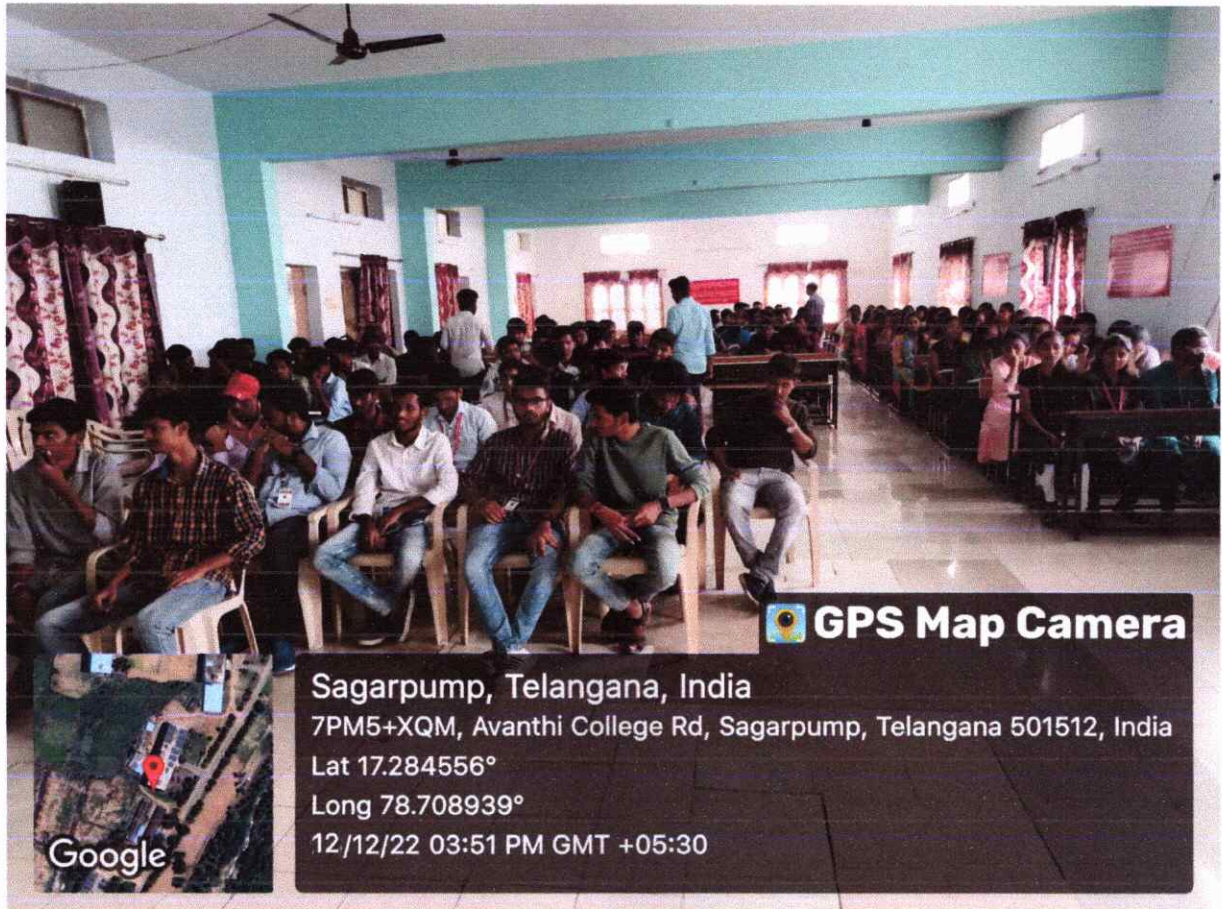 GPS Map Camera
Sagarpump, Telangana, India
7PM5+XQM, Avanthi College Rd, Sagarpump, Telangana 501512, India
Lat 17.284556°
Long 78.708939°
12/12/22 03:51 PM GMT +05:30
Google